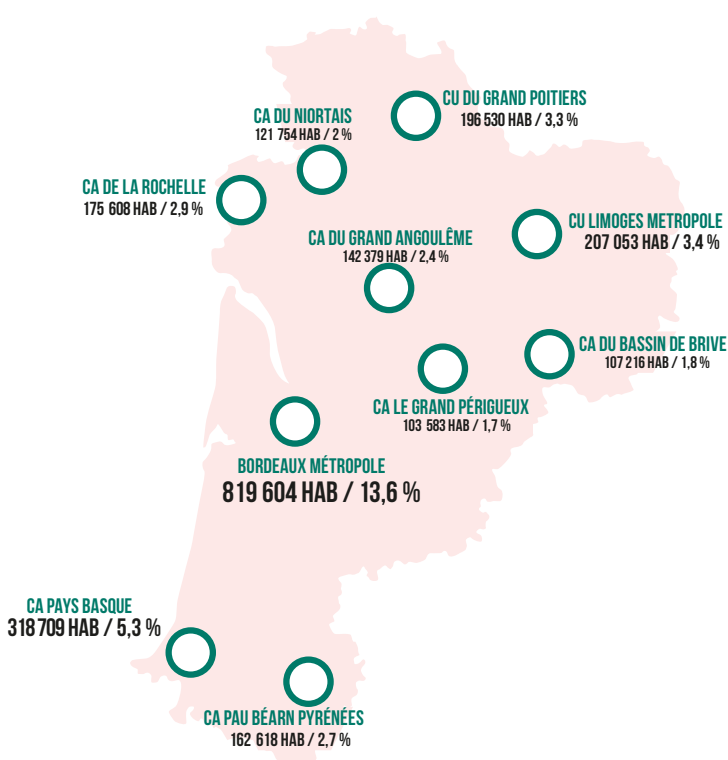 CU DU GRAND POITIERS
196 530 HAB / 3,3 %
CA DU NIORTAIS
121 754 HAB / 2 %
CA DE LA ROCHELLE
175 608 HAB / 2,9 %
CU LIMOGES METROPOLE
207 053 HAB / 3,4 %
CA DU GRAND ANGOULÊME
142 379 HAB / 2,4 %
CA DU BASSIN DE BRIVE
107 216 HAB / 1,8 %
CA LE GRAND PÉRIGUEUX
103 583 HAB / 1,7 %
BORDEAUX MÉTROPOLE
819 604 HAB / 13,6 %
CA PAYS BASQUE
318 709 HAB / 5,3 %
CA PAU BÉARN PYRÉNÉES
162 618 HAB / 2,7 %